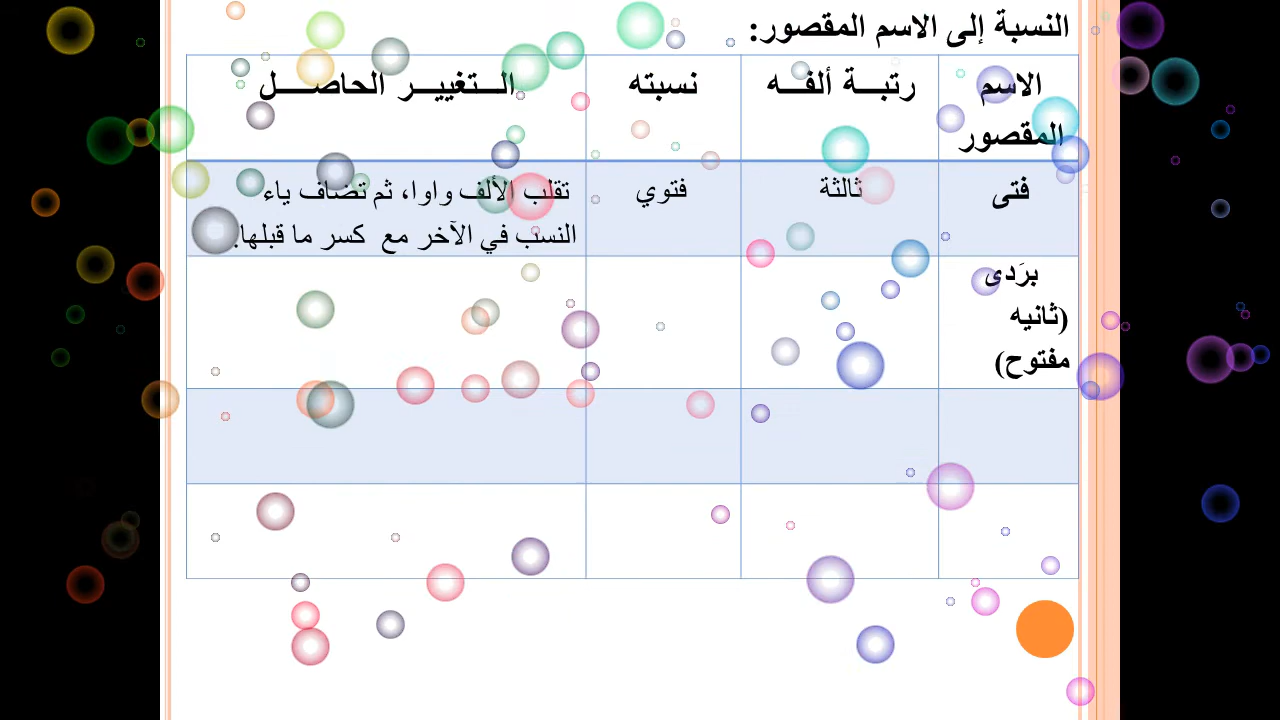 النسبة إلى الاسم المقصور:
الاسم المقصور رتبة ألفه نسبته التغيير الحاصل
فتى ثالثة فتوي تقلب الألف واوا، ثم تضاف ياء
النسب في الآخر مع كسر ما قبلها.
برَدى
(ثانيه
مفتوح)